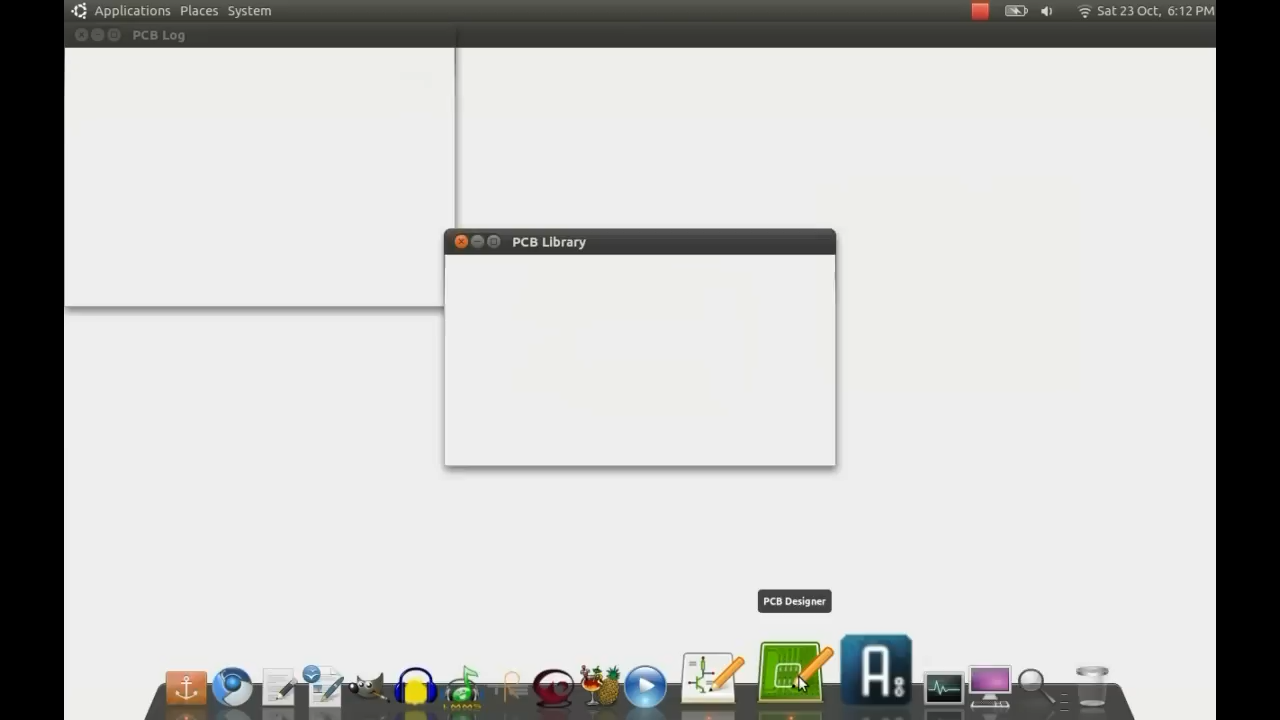 Applications Places System
Sat 23 Oct, 6:12 PM
PCB Log
PCB Library
PCB Designer
A: